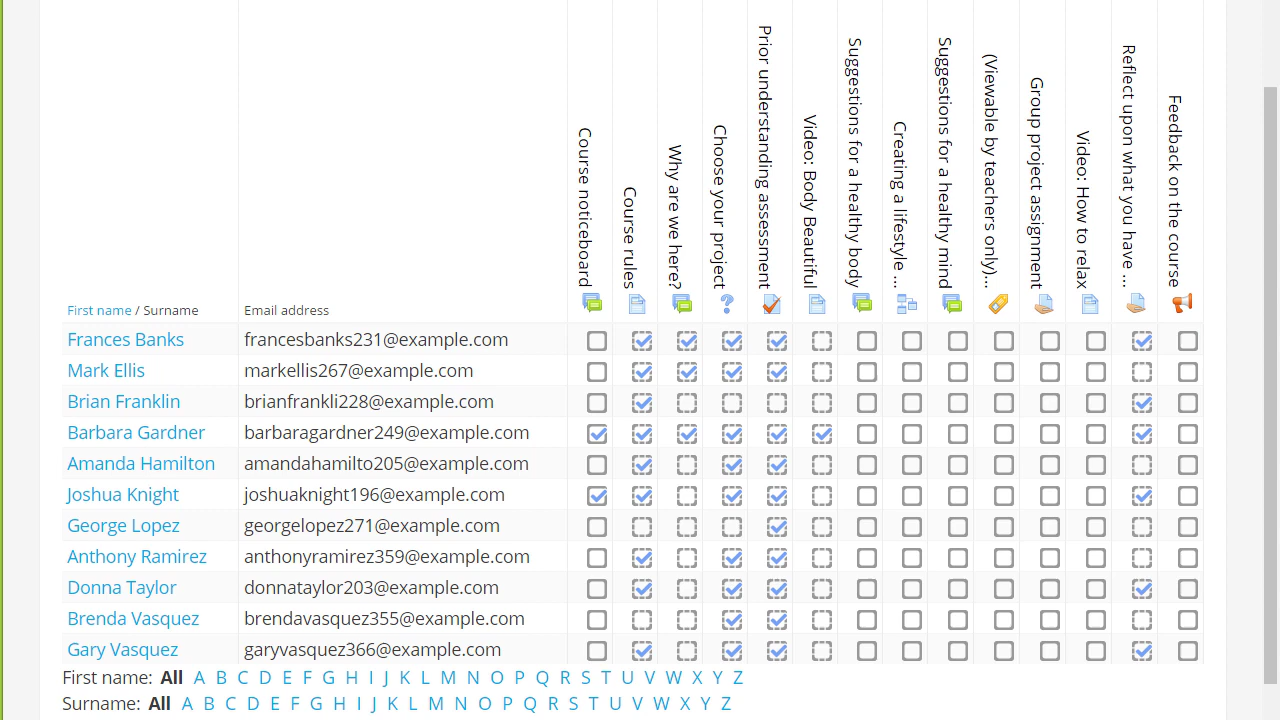 Course noticeboard
Course rules
Why are we here?
Choose your project
Prior understanding assessment
Video: Body Beautiful
Suggestions for a healthy body
Creating a lifestyle ...
Suggestions for a healthy mind
(Viewable by teachers only)...
Group project assignment
Video: How to relax
Reflect upon what you have ...
Feedback on the course
First name / Surname Email address
Frances Banks francesbanks231@example.com
Mark Ellis markellis267@example.com
Brian Franklin brianfrankli228@example.com
Barbara Gardner barbaragardner249@example.com
Amanda Hamilton amandahamilto205@example.com
Joshua Knight joshuaknight196@example.com
George Lopez georgelopez271@example.com
Anthony Ramirez anthonyramirez359@example.com
Donna Taylor donnataylor203@example.com
Brenda Vasquez brendavasquez355@example.com
Gary Vasquez garyvasquez366@example.com
First name: All A B C D E F G H I J K L M N O P Q R S T U V W X Y Z
Surname: All A B C D E F G H I J K L M N O P Q R S T U V W X Y Z